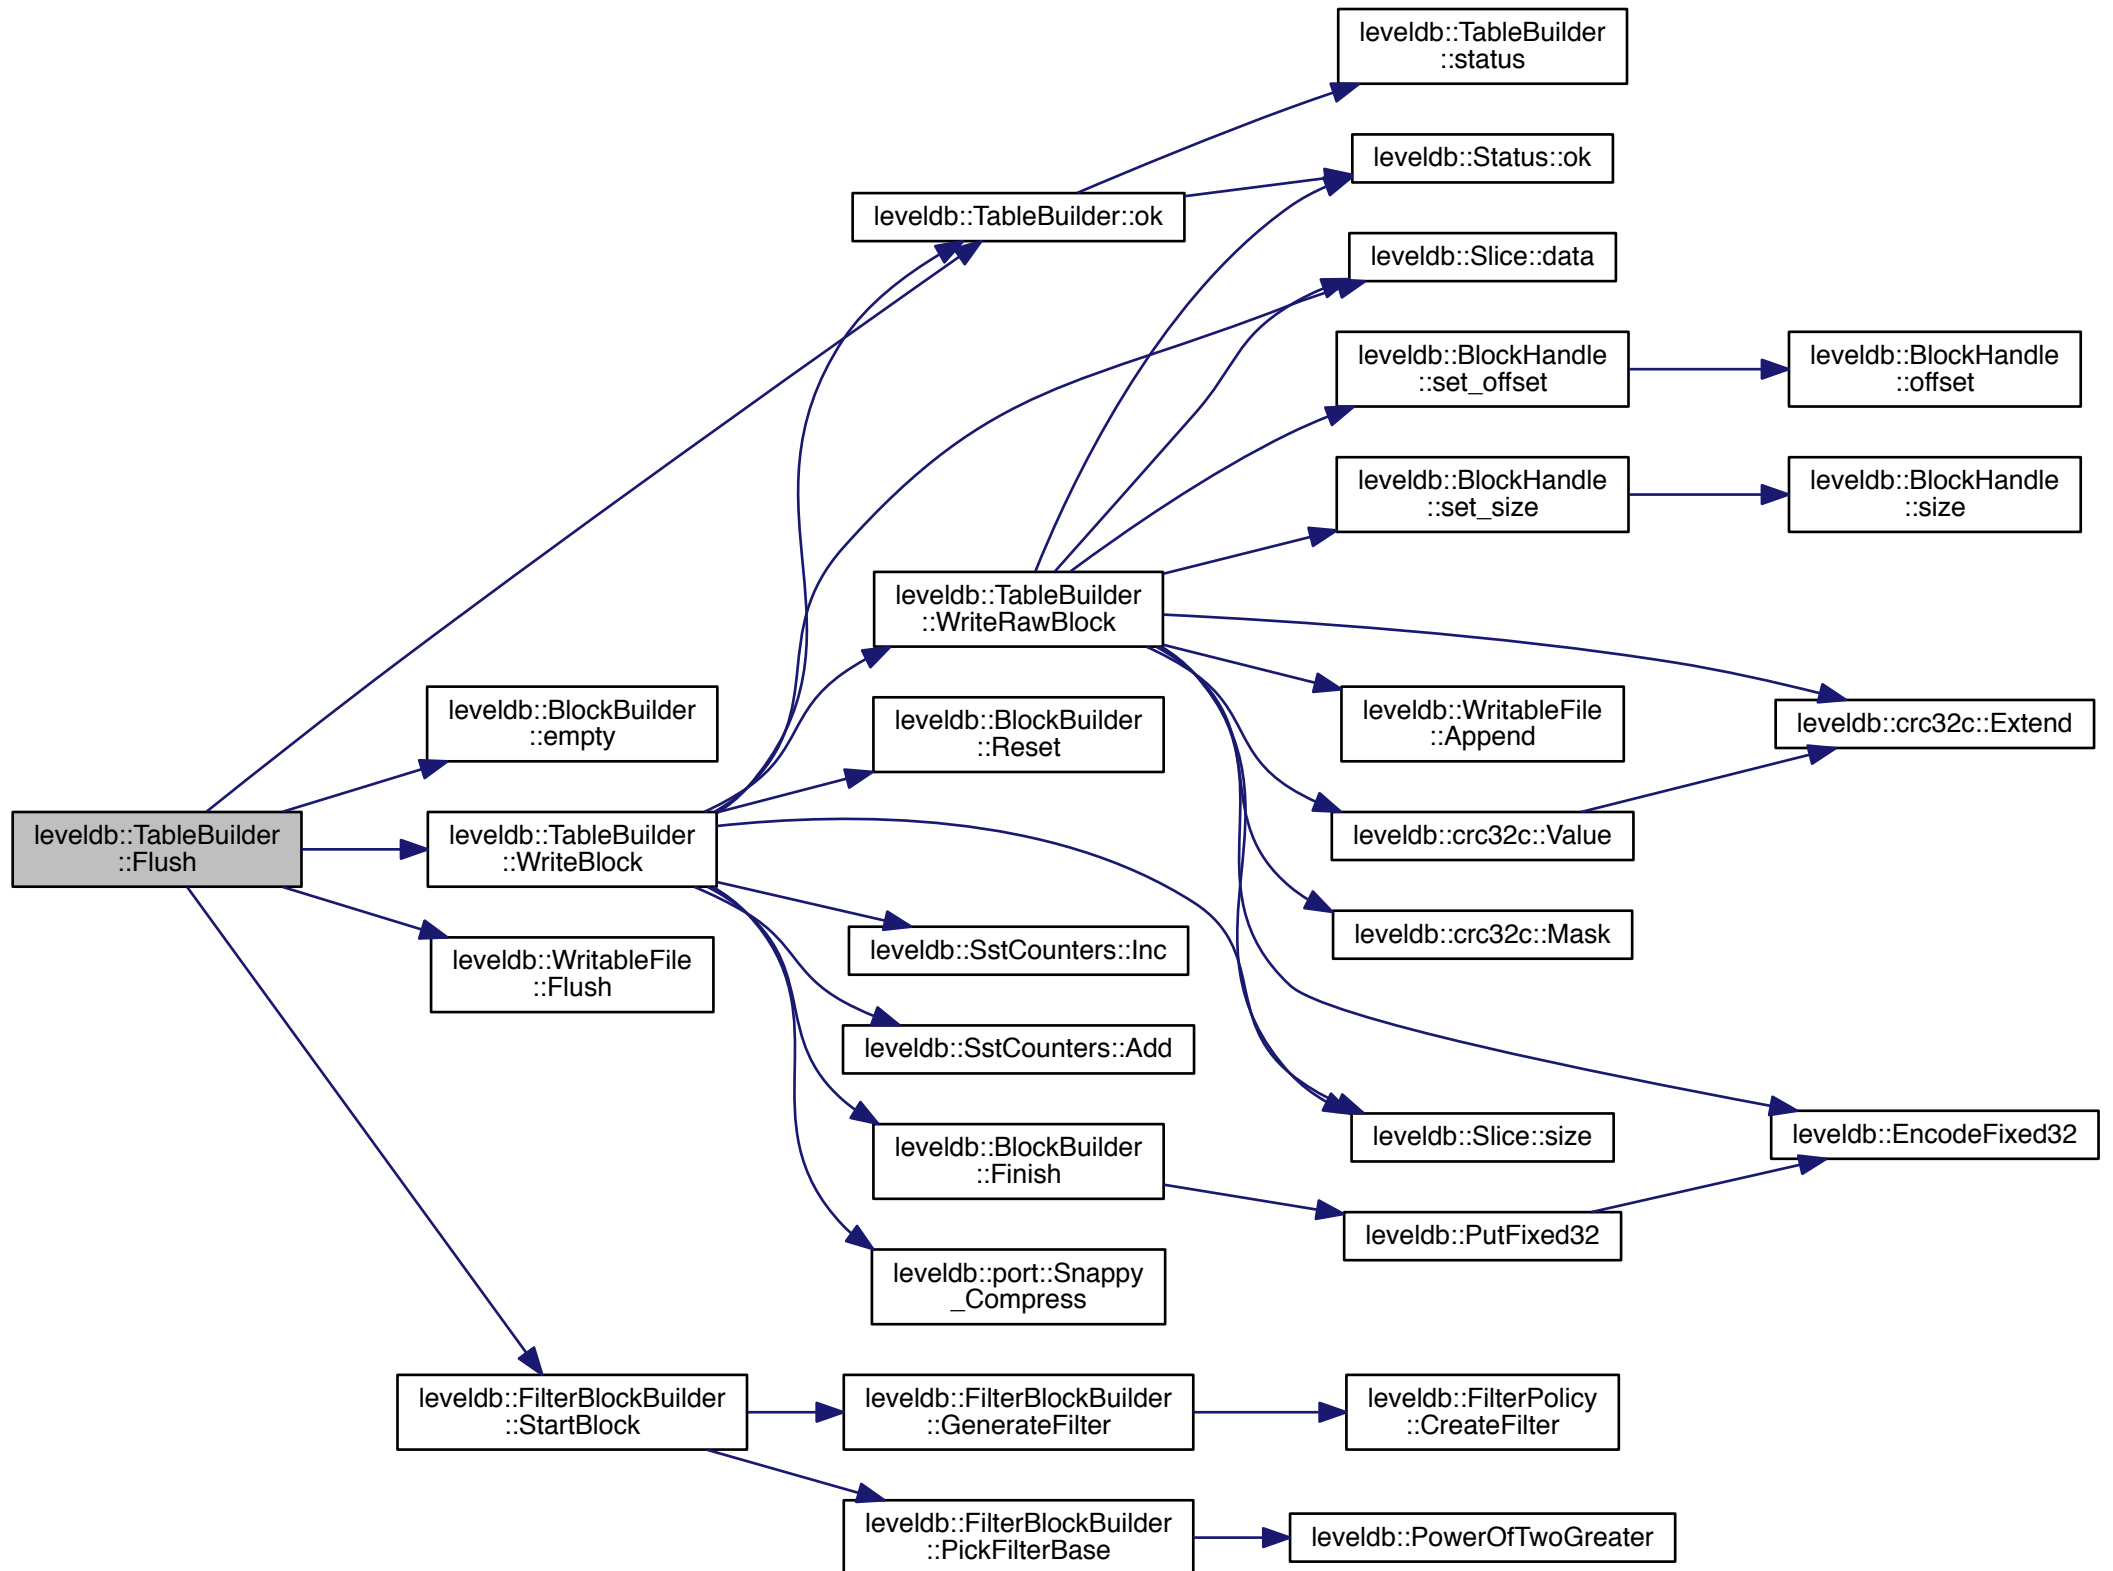 leveldb::TableBuilder
::status
leveldb::Status::ok
leveldb::TableBuilder::ok
leveldb::Slice::data
leveldb::BlockHandle
::set_offset
leveldb::BlockHandle
::offset
leveldb::BlockHandle
::set_size
leveldb::BlockHandle
::size
leveldb::TableBuilder
::WriteRawBlock
leveldb::BlockBuilder
::empty
leveldb::BlockBuilder
::Reset
leveldb::WritableFile
::Append
leveldb::crc32c::Extend
leveldb::TableBuilder
::Flush
leveldb::TableBuilder
::WriteBlock
leveldb::crc32c::Value
leveldb::WritableFile
::Flush
leveldb::SstCounters::Inc
leveldb::crc32c::Mask
leveldb::SstCounters::Add
leveldb::BlockBuilder
::Finish
leveldb::Slice::size
leveldb::EncodeFixed32
leveldb::PutFixed32
leveldb::port::Snappy
_Compress
leveldb::FilterBlockBuilder
::StartBlock
leveldb::FilterBlockBuilder
::GenerateFilter
leveldb::FilterPolicy
::CreateFilter
leveldb::FilterBlockBuilder
::PickFilterBase
leveldb::PowerOfTwoGreater